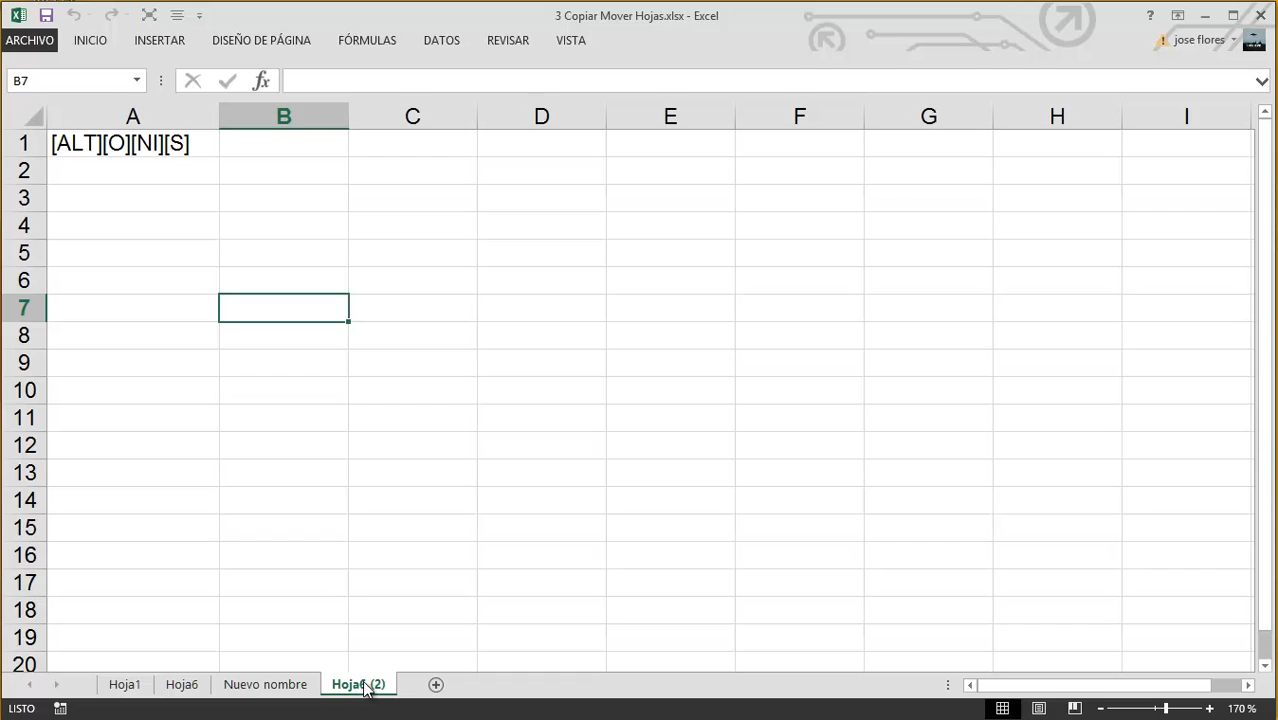 3 Copiar Mover Hojas.xlsx - Excel
?
ARCHIVO INICIO INSERTAR DISEÑO DE PÁGINA FÓRMULAS DATOS REVISAR VISTA jose flores
B7 fx
A B C D E F G H I
1 [ALT][O][NI][S]
2
3
4
5
6
7
8
9
10
11
12
13
14
15
16
17
18
19
20
Hoja1 Hoja6 Nuevo nombre Hoja6 (2)
LISTO 170 %